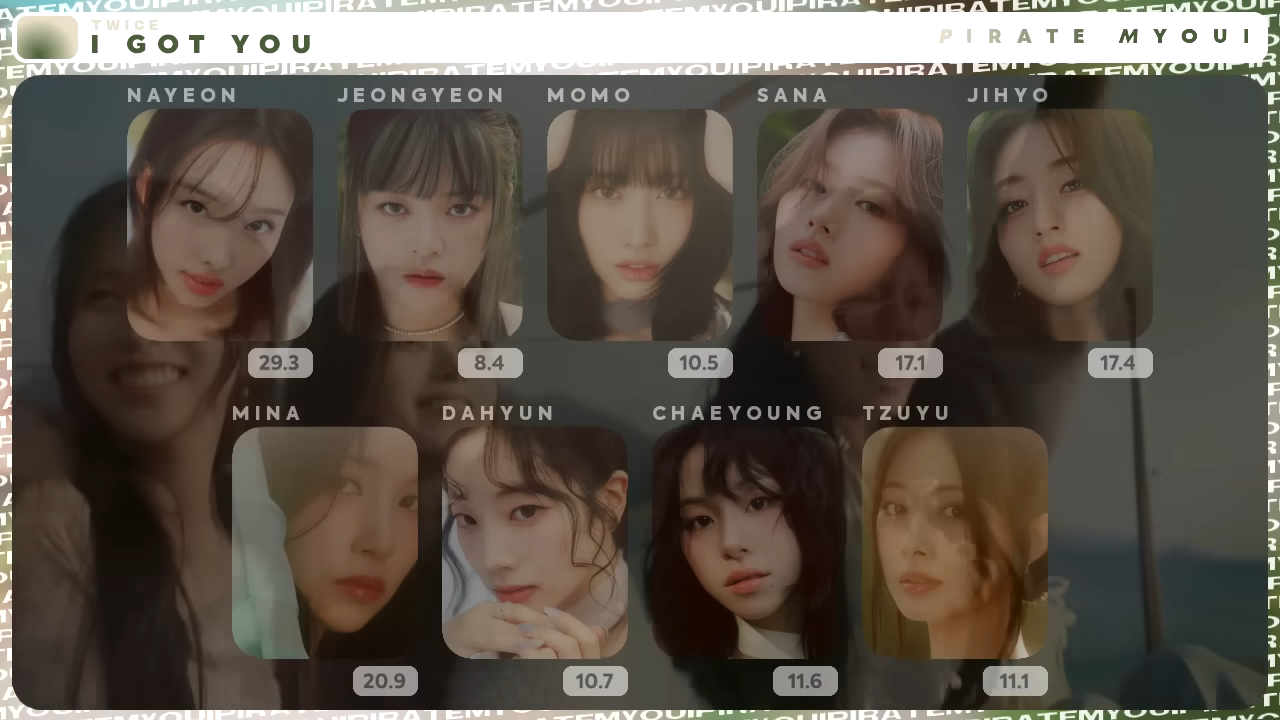 TWICE
I GOT YOU
PIRATE MYOUI
NAYEON
JEONGYEON
MOMO
SANA
JIHYO
29.3
8.4
10.5
17.1
17.4
MINA
DAHYUN
CHAEYOUNG
TZUYU
20.9
10.7
11.6
11.1